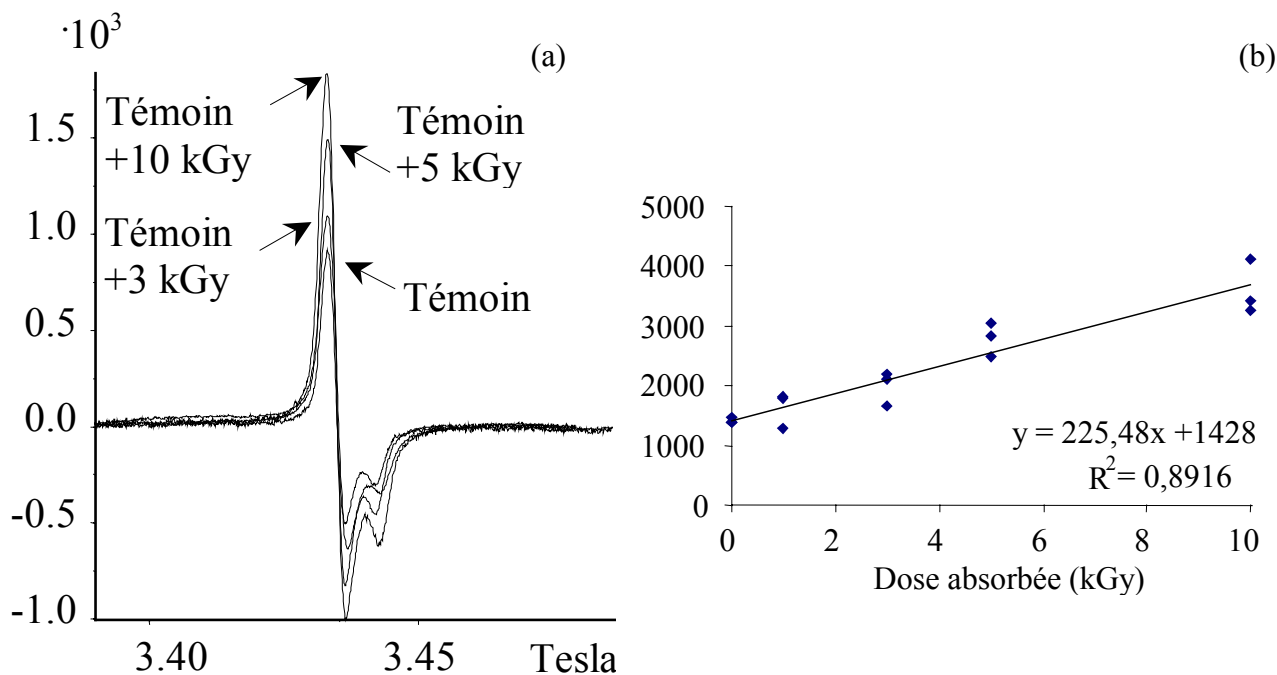 ·10³
(a)
Témoin
+10 kGy
Témoin
+5 kGy
Témoin
+3 kGy
Témoin
1.5
1.0
0.5
0.0
-0.5
-1.0
3.40
3.45
Tesla
(b)
5000
4000
3000
2000
1000
0
y = 225,48x +1428
R²= 0,8916
0
2
4
6
8
10
Dose absorbée (kGy)